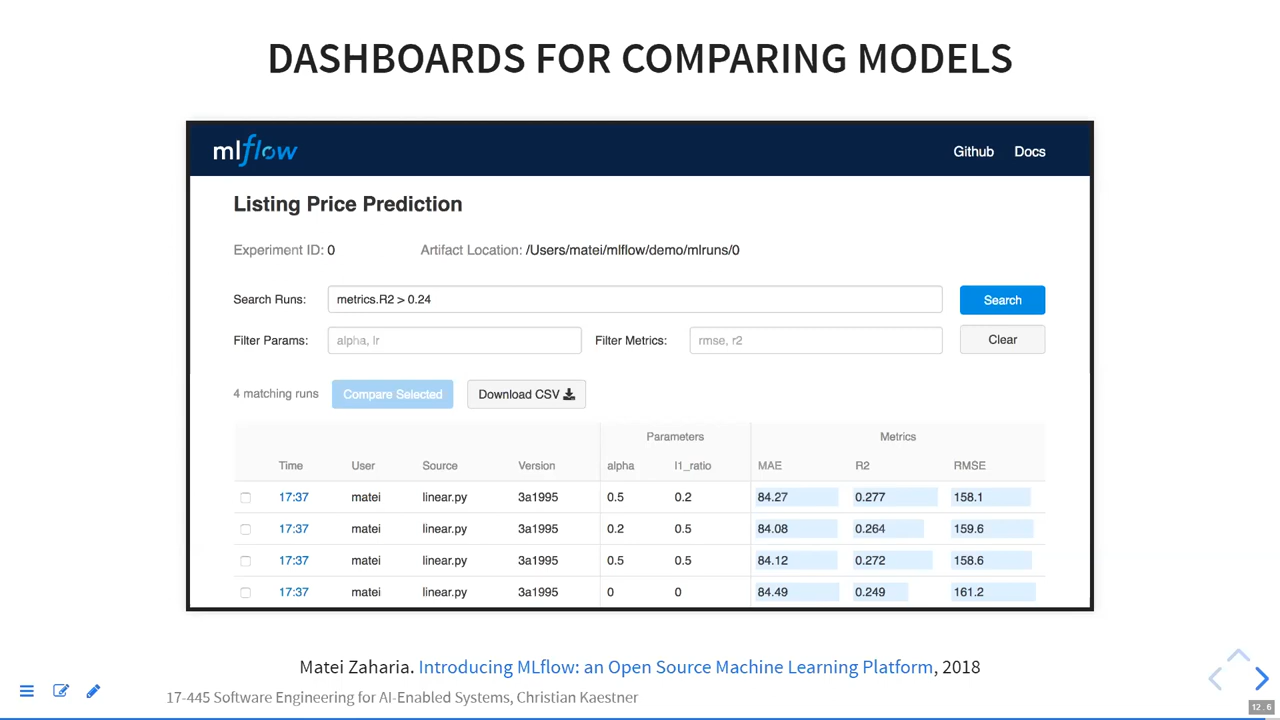 DASHBOARDS FOR COMPARING MODELS
mlflow Github Docs
Listing Price Prediction
Experiment ID: 0 Artifact Location: /Users/matei/mlflow/demo/mlruns/0
Search Runs: metrics.R2 > 0.24 Search
Filter Params: alpha, lr Filter Metrics: rmse, r2 Clear
4 matching runs Compare Selected Download CSV
Parameters Metrics
Time User Source Version alpha l1_ratio MAE R2 RMSE
17:37 matei linear.py 3a1995 0.5 0.2 84.27 0.277 158.1
17:37 matei linear.py 3a1995 0.2 0.5 84.08 0.264 159.6
17:37 matei linear.py 3a1995 0.5 0.5 84.12 0.272 158.6
17:37 matei linear.py 3a1995 0 0 84.49 0.249 161.2
Matei Zaharia. Introducing MLflow: an Open Source Machine Learning Platform, 2018
17-445 Software Engineering for AI-Enabled Systems, Christian Kaestner
12.6